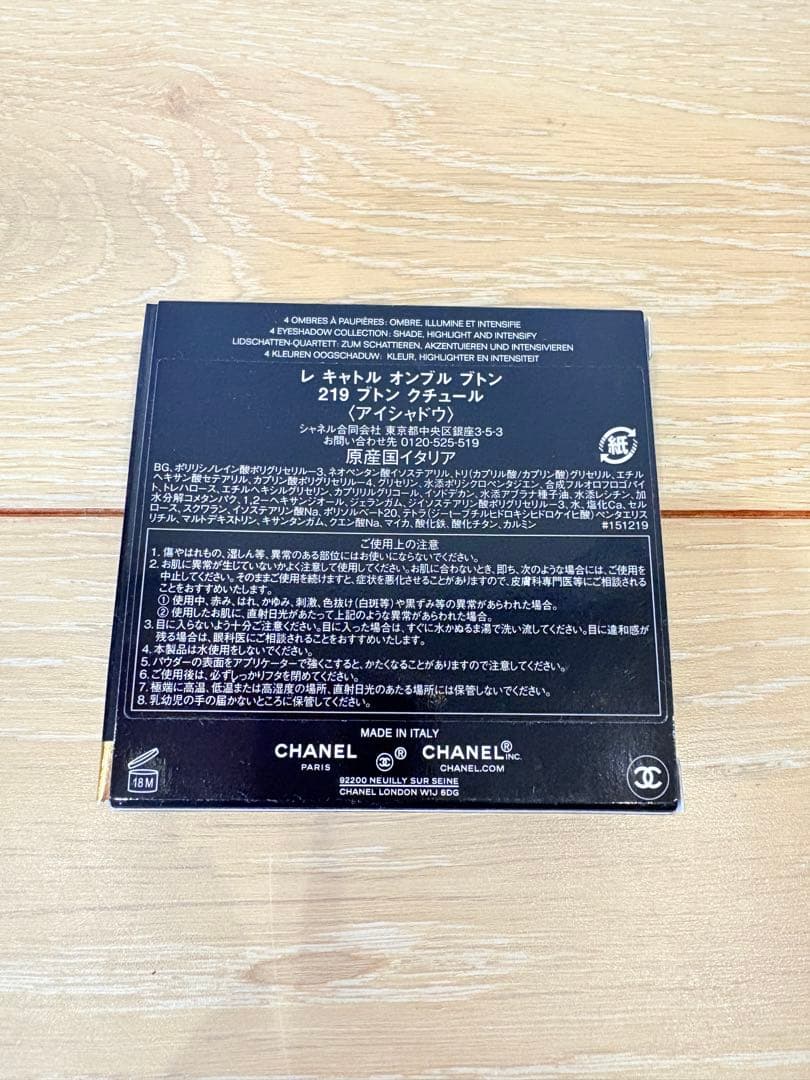 4 OMBRES À PAUPIÈRES: OMBRE, ILLUMINE ET INTENSIFIE
4 EYESHADOW COLLECTION: SHADE, HIGHLIGHT AND INTENSIFY
LIDSCHATTEN-QUARTETT: ZUM SCHATTIEREN, AKZENTUIEREN UND INTENSIVIEREN
4 KLEUREN OOGSCHADUW: KLEUR, HIGHLIGHTER EN INTENSITEIT
レ キャトル オンブル ブトン
219 ブトン クチュール
〈アイシャドウ〉
シャネル合同会社 東京都中央区銀座3-5-3
お問い合わせ先 0120-525-519
原産国イタリア
紙
BG、ポリリシノレイン酸ポリグリセリル-3、ネオペンタン酸イソステアリル、トリ(カプリル酸/カプリン酸)グリセリル、エチル
ヘキサン酸セテアリル、カプリン酸ポリグリセリル-4、グリセリン、水添ポリシクロペンタジエン、合成フルオロフロゴパイ
ト、トレハロース、エチルヘキシルグリセリン、カプリリルグリコール、イソドデカン、水添アブラナ種子油、水添レシチン、加
水分解コメタンパク、1,2-ヘキサンジオール、ジェランガム、ジイソステアリン酸ポリグリセリル-3、水、塩化Ca、セル
ロース、スクワラン、イソステアリン酸Na、ポリソルベート20、テトラ(ジ-t-ブチルヒドロキシヒドロケイヒ酸)ペンタエリス
リチル、マルトデキストリン、キサンタンガム、クエン酸Na、マイカ、酸化鉄、酸化チタン、カルミン #151219
ご使用上の注意
1. 傷やはれもの、湿しん等、異常のある部位にはお使いにならないでください。
2. お肌に異常が生じていないかよく注意して使用してください。お肌に合わないとき、即ち、次のような場合には、ご使用を
中止してください。そのままご使用を続けますと、症状を悪化させることがありますので、皮膚科専門医等にご相談される
ことをおすすめいたします。
① 使用中、赤み、はれ、かゆみ、刺激、色抜け(白斑等)や黒ずみ等の異常があらわれた場合。
② 使用したお肌に、直射日光があたって上記のような異常があらわれた場合。
3. 目に入らないよう十分ご注意ください。目に入った場合は、すぐに水かぬるま湯で洗い流してください。目に違和感が
残る場合は、眼科医にご相談されることをおすすめいたします。
4. 本製品は水使用をしないでください。
5. パウダーの表面をアプリケーターで強くこすると、かたくなることがありますので注意してください。
6. ご使用後は、必ずしっかりフタを閉めてください。
7. 極端に高温、低温または高湿度の場所、直射日光のあたる場所には保管しないでください。
8. 乳幼児の手の届かないところに保管してください。
MADE IN ITALY
CHANEL ® CHANEL® INC.
PARIS CHANEL.COM
92200 NEUILLY SUR SEINE
CHANEL LONDON W1J 6DG
18 M